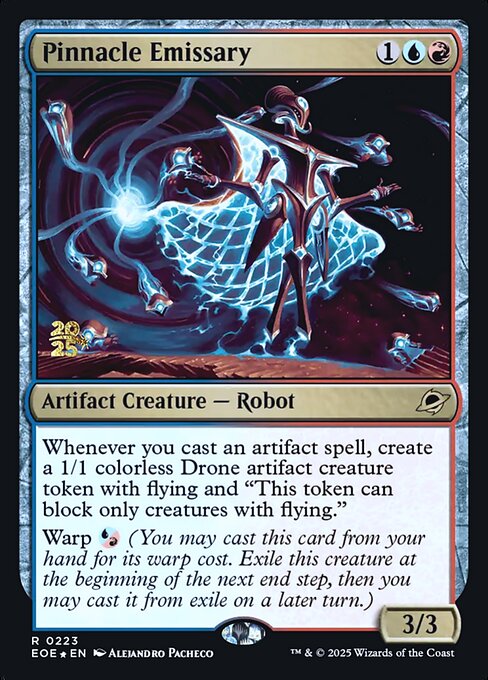 Pinnacle Emissary
1
2025
Artifact Creature — Robot
Whenever you cast an artifact spell, create
a 1/1 colorless Drone artifact creature
token with flying and “This token can
block only creatures with flying.”
Warp (You may cast this card from your
hand for its warp cost. Exile this creature at
the beginning of the next end step, then you
may cast it from exile on a later turn.)
3/3
R 0223
EOE★EN Alejandro Pacheco
™ & © 2025 Wizards of the Coast